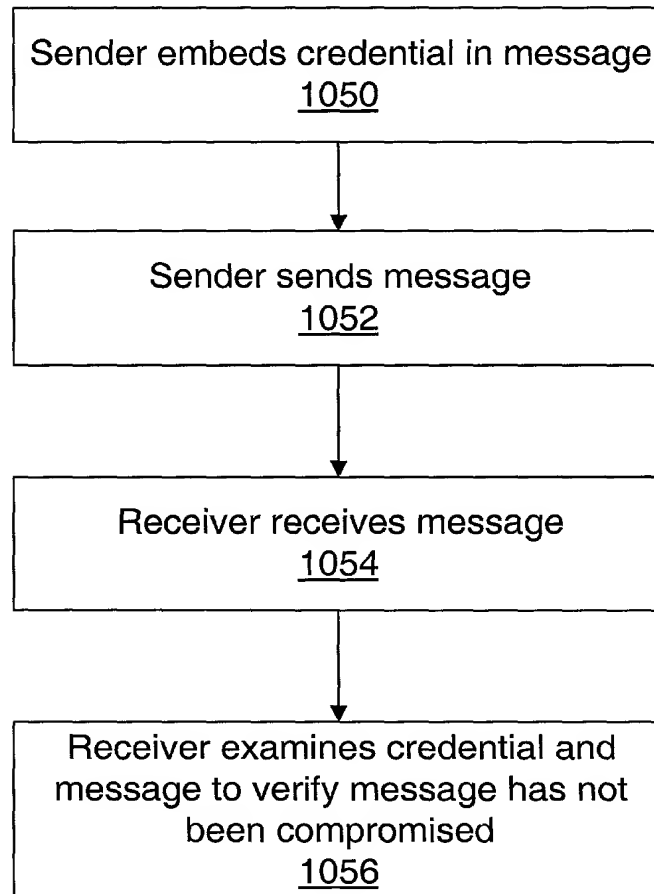 Sender embeds credential in message
1050
Sender sends message
1052
Receiver receives message
1054
Receiver examines credential and
message to verify message has not
been compromised
1056